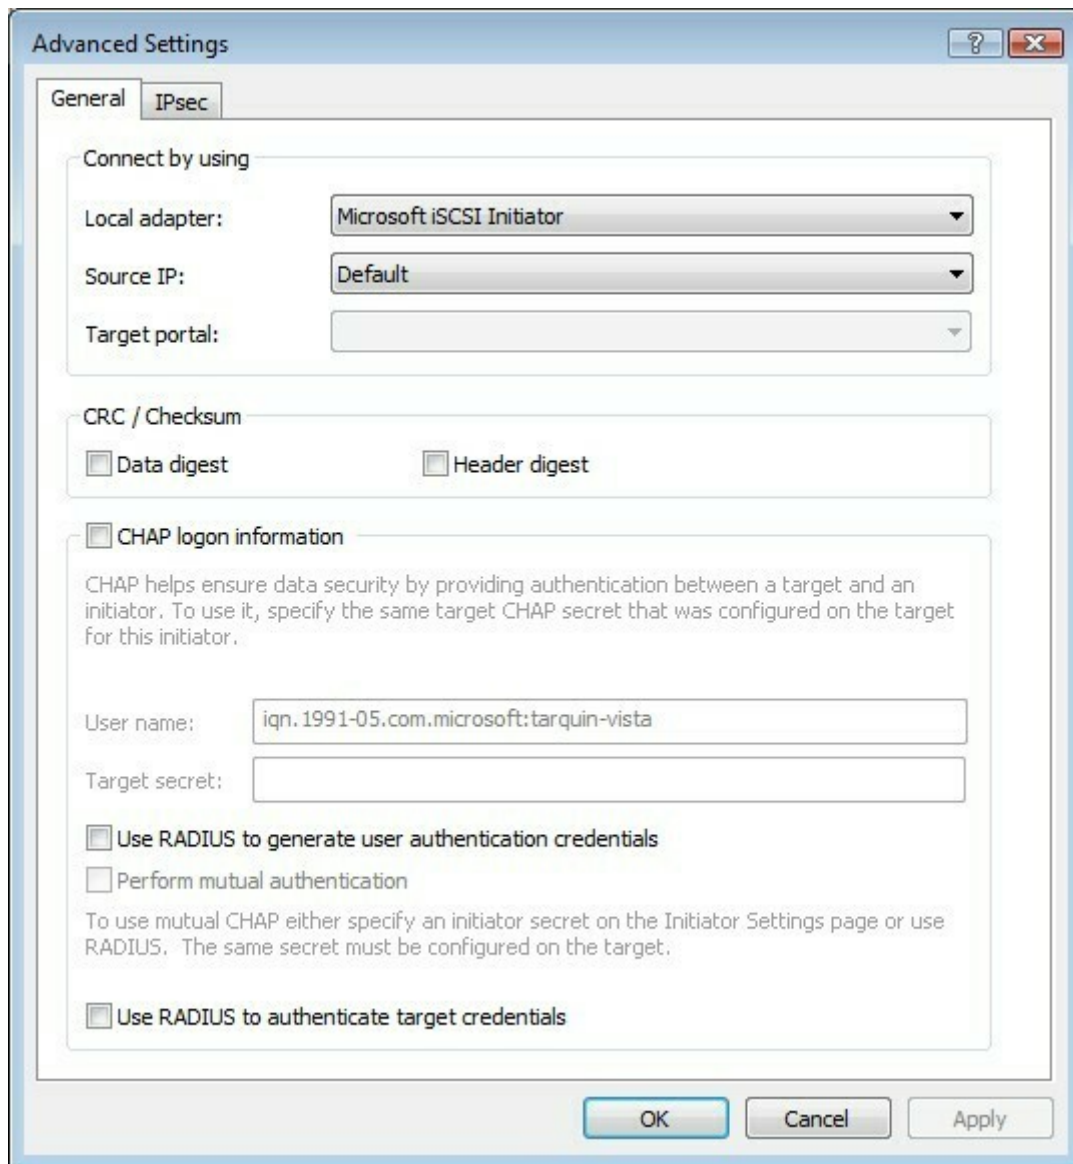 Advanced Settings
General
IPsec
Connect by using
Local adapter: Microsoft iSCSI Initiator
Source IP: Default
Target portal:
CRC / Checksum
Data digest
Header digest
CHAP logon information
CHAP helps ensure data security by providing authentication between a target and an
initiator. To use it, specify the same target CHAP secret that was configured on the target
for this initiator.
User name: iqn.1991-05.com.microsoft:tarquin-vista
Target secret:
Use RADIUS to generate user authentication credentials
Perform mutual authentication
To use mutual CHAP either specify an initiator secret on the Initiator Settings page or use
RADIUS.  The same secret must be configured on the target.
Use RADIUS to authenticate target credentials
OK
Cancel
Apply